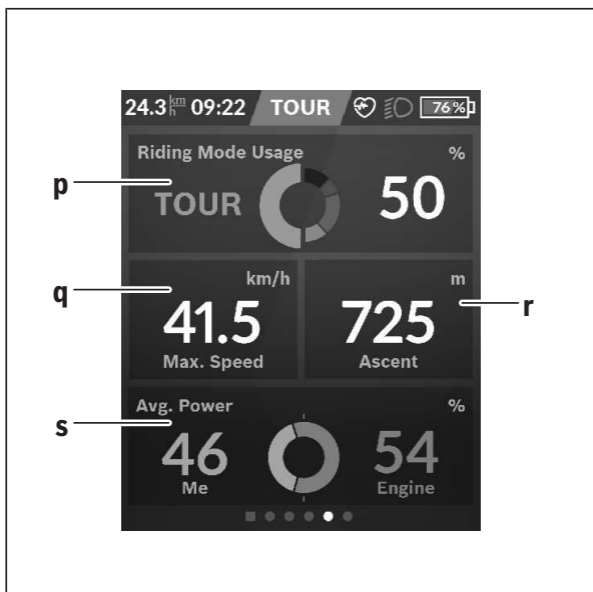 24.3 km/h 09:22 TOUR 76%
Riding Mode Usage %
p
TOUR 50
km/h m
q
41.5 725
r
Max. Speed Ascent
Avg. Power %
s
46 54
Me Engine